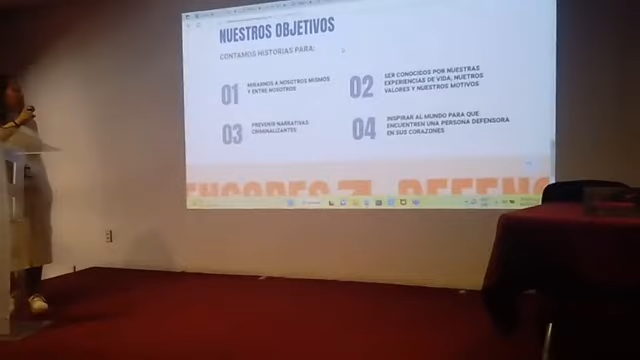 NUESTROS OBJETIVOS
CONTAMOS HISTORIAS PARA:
01
MIRARNOS A NOSOTROS MISMOS
Y ENTRE NOSOTROS
02
SER CONOCIDOS POR NUESTRAS
EXPERIENCIAS DE VIDA, NUETROS
VALORES Y NUESTROS MOTIVOS
03
PREVENIR NARRATIVAS
CRIMINALIZANTES
04
INSPIRAR AL MUNDO PARA QUE
ENCUENTREN UNA PERSONA DEFENSORA
EN SUS CORAZONES